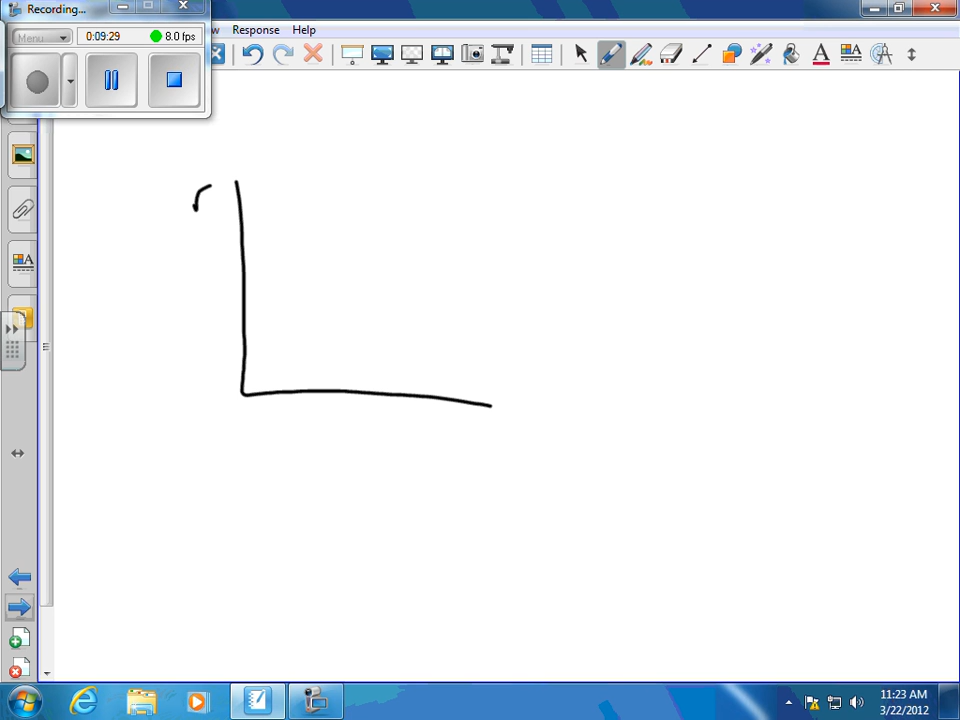 Recording...
Menu 0:09:29 8.0 fps
Response Help
11:23 AM
3/22/2012